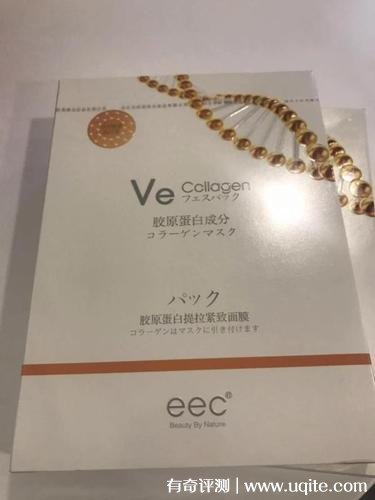 Ve Collagen
フェスパック
胶原蛋白成分
コラーゲンマスク
パック
胶原蛋白提拉紧致面膜
コラーゲンはマスクに引き付けます
eec®
Beauty By Nature
有奇评测 | www.uqite.com